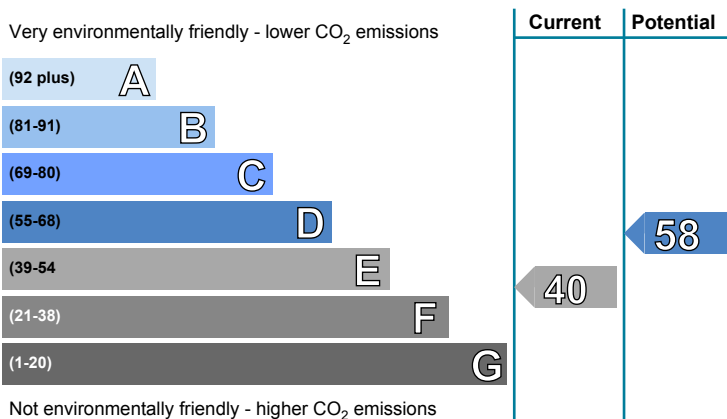 Current Potential
Very environmentally friendly - lower CO2 emissions
(92 plus) A
(81-91) B
(69-80) C
(55-68) D
58
(39-54 E
40
(21-38) F
(1-20) G
Not environmentally friendly - higher CO2 emissions